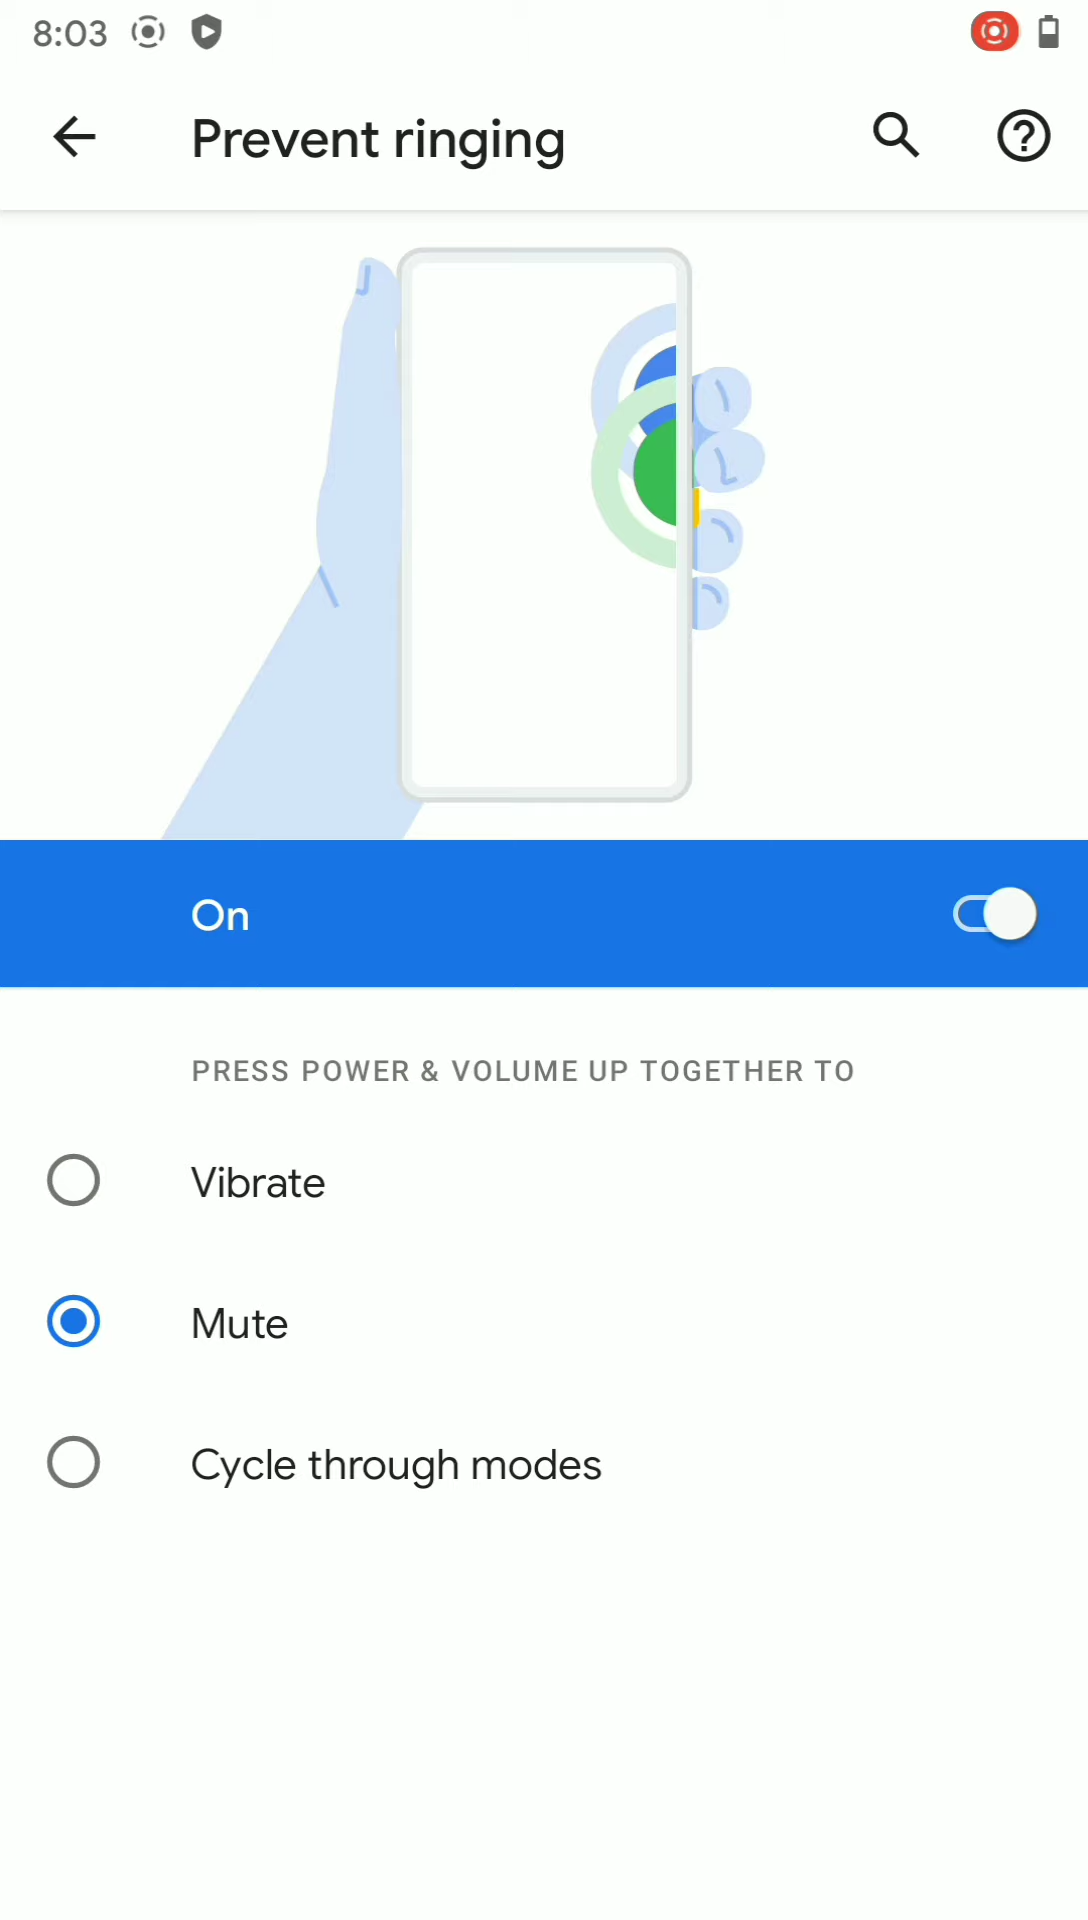 8:03
Prevent ringing
On
PRESS POWER & VOLUME UP TOGETHER TO
Vibrate
Mute
Cycle through modes